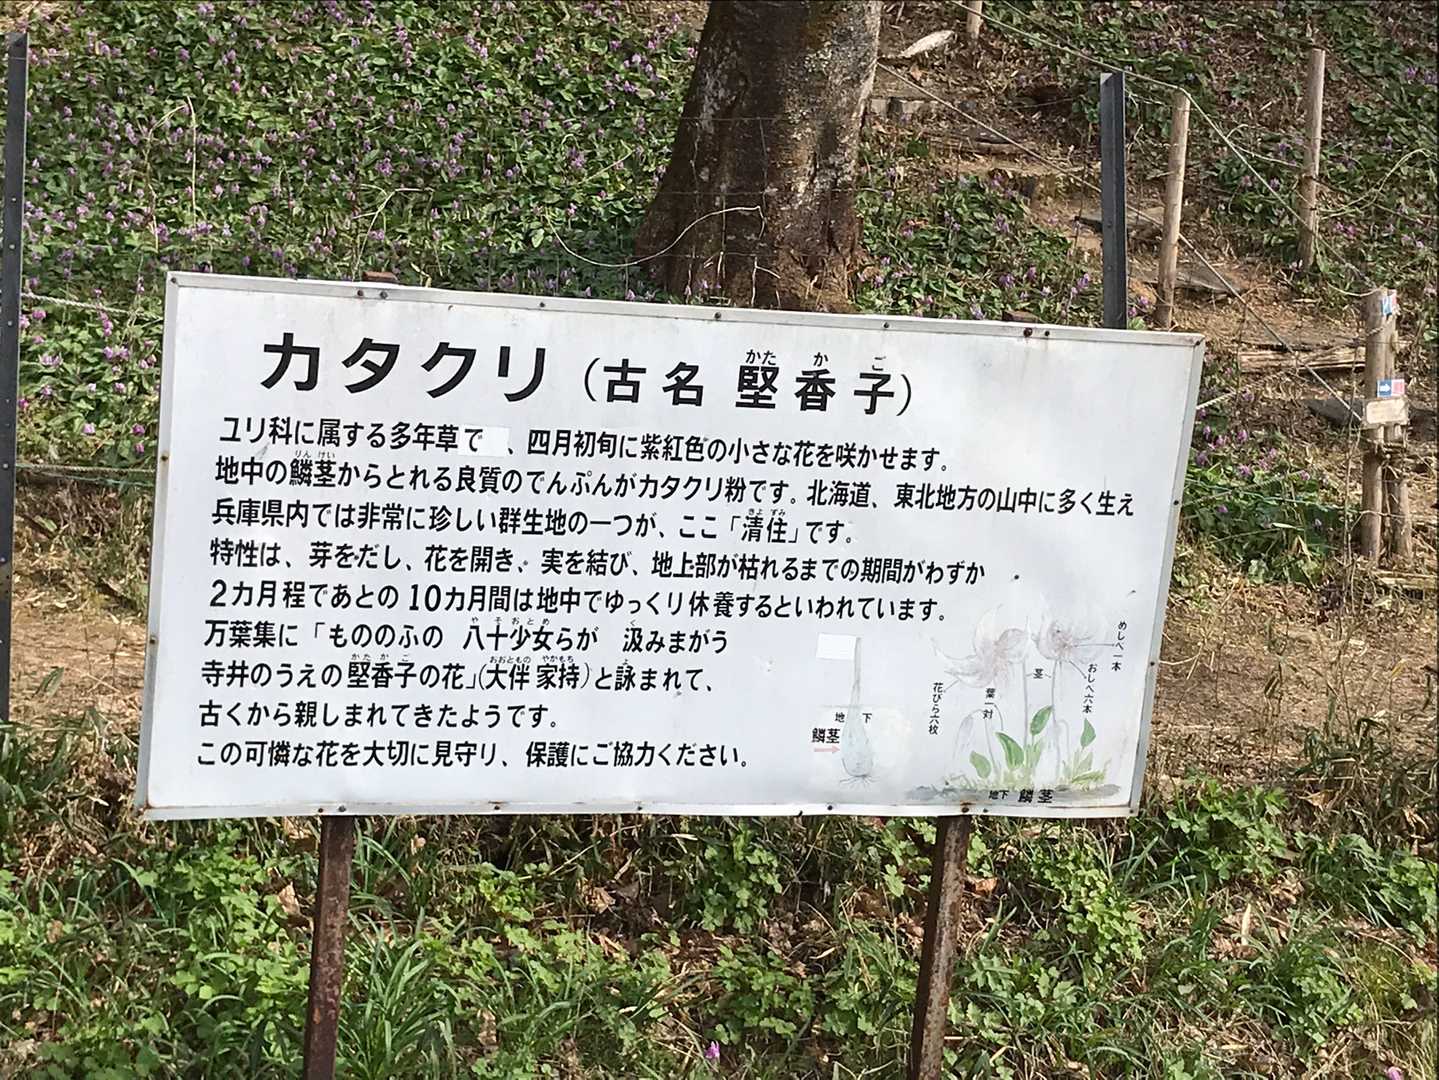 カタクリ（古名 堅香子）
ユリ科に属する多年草で 、四月初旬に紫紅色の小さな花を咲かせます。
地中の鱗茎からとれる良質のでんぷんがカタクリ粉です。北海道、東北地方の山中に多く生え
兵庫県内では非常に珍しい群生地の一つが、ここ「清住」です。
特性は、芽をだし、花を開き、実を結び、地上部が枯れるまでの期間がわずか
２カ月程であとの10カ月間は地中でゆっくり休養するといわれています。
万葉集に「もののふの 八十少女らが 汲みまがう
寺井のうえの堅香子の花」(大伴家持)と詠まれて、
古くから親しまれてきたようです。
この可憐な花を大切に見守り、保護にご協力ください。
地下
鱗茎
花びら六枚
葉一対
茎
おしべ六本
めしべ一本
地下 鱗茎